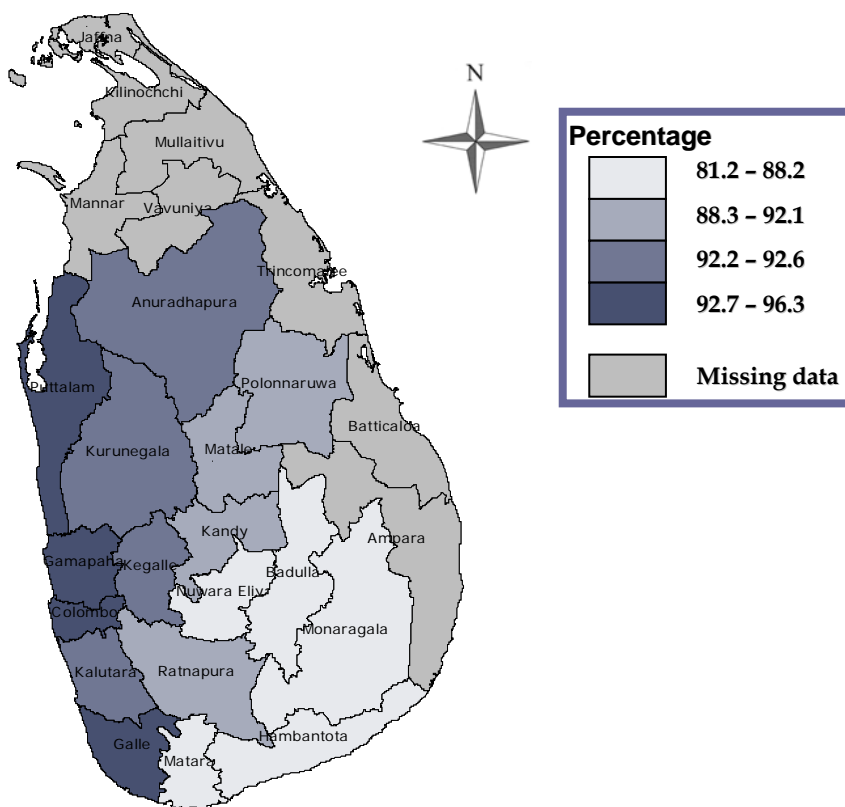 Jaffna
N
Kilinochchi
Percentage
Mullaitivu
81.2 – 88.2
Mannar
Vavuniya
88.3 – 92.1
92.2 – 92.6
Trincomalee
Anuradhapura
92.7 – 96.3
Puttalam
Polonnaruwa
Missing data
Batticaloa
Kurunegala
Matale
Kandy
Ampara
Gamapaha
Kegalle
Badulla
Nuwara Eliya
Colombo
Monaragala
Kalutara
Ratnapura
Galle
Hambantota
Matara